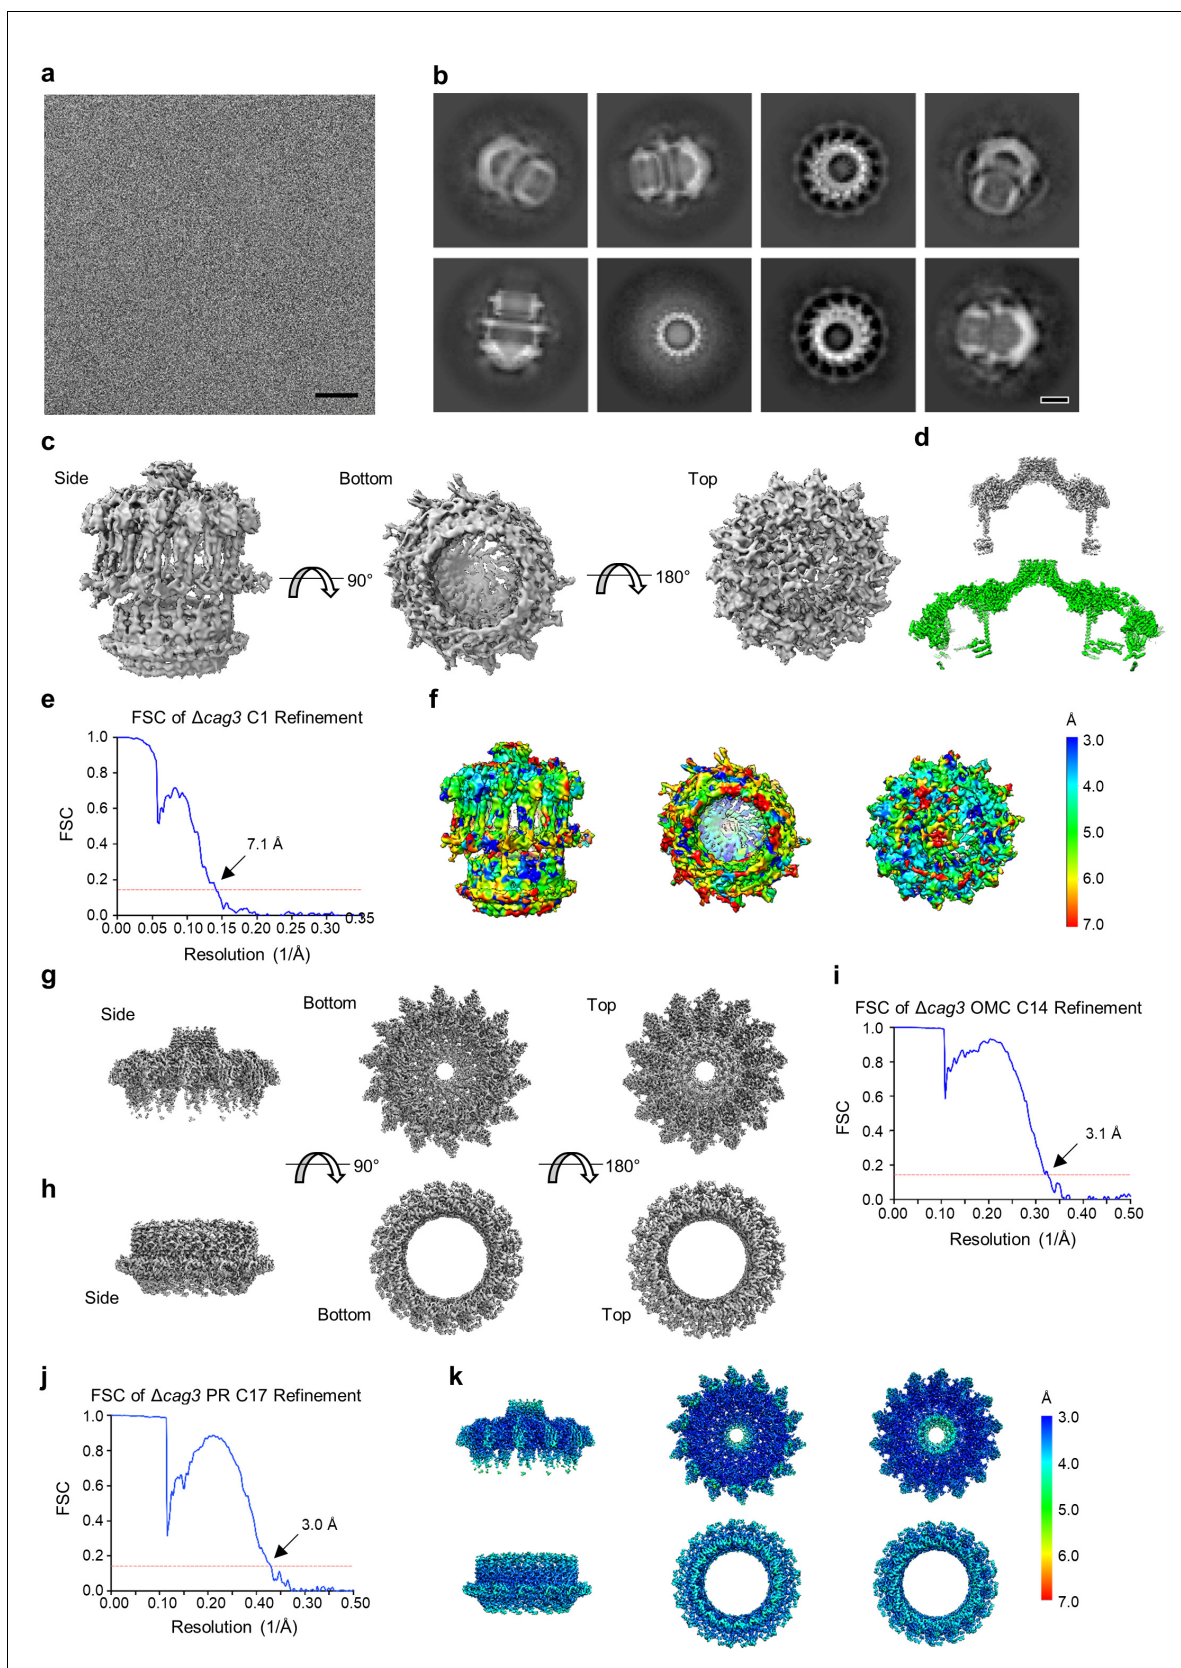 a
b
c
Side
Bottom
Top
90°
180°
d
e
FSC of Δcag3 C1 Refinement
1.0
0.8
0.6
0.4
0.2
0.0
FSC
7.1 Å
0.00 0.05 0.10 0.15 0.20 0.25 0.30 0.35
Resolution (1/Å)
f
Å
3.0
4.0
5.0
6.0
7.0
g
Side
Bottom
Top
90°
180°
h
Side
Bottom
Top
i
FSC of Δcag3 OMC C14 Refinement
1.0
0.8
0.6
0.4
0.2
0.0
FSC
3.1 Å
0.00 0.10 0.20 0.30 0.40 0.50
Resolution (1/Å)
j
FSC of Δcag3 PR C17 Refinement
1.0
0.8
0.6
0.4
0.2
0.0
FSC
3.0 Å
0.00 0.10 0.20 0.30 0.40 0.50
Resolution (1/Å)
k
Å
3.0
4.0
5.0
6.0
7.0